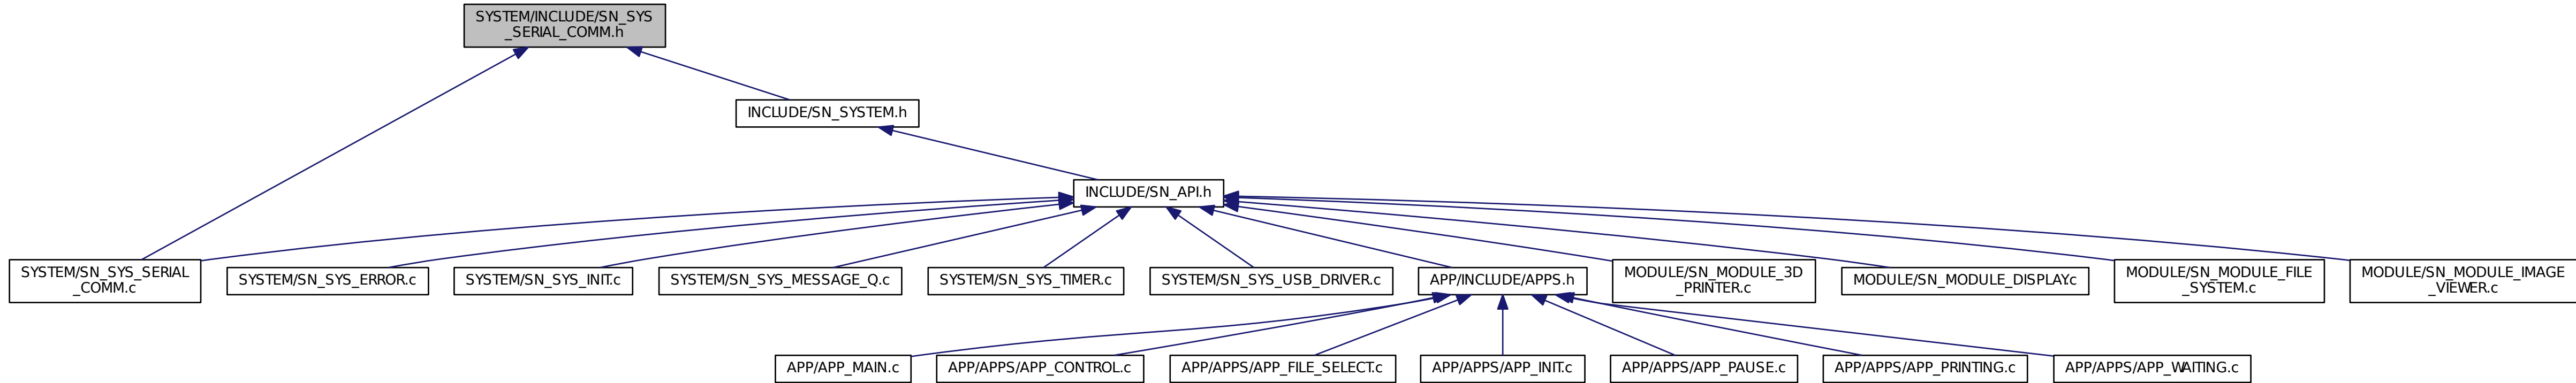 SYSTEM/INCLUDE/SN_SYS
_SERIAL_COMM.h
INCLUDE/SN_SYSTEM.h
INCLUDE/SN_API.h
SYSTEM/SN_SYS_SERIAL
_COMM.c
SYSTEM/SN_SYS_ERROR.c
SYSTEM/SN_SYS_INIT.c
SYSTEM/SN_SYS_MESSAGE_Q.c
SYSTEM/SN_SYS_TIMER.c
SYSTEM/SN_SYS_USB_DRIVER.c
APP/INCLUDE/APPS.h
MODULE/SN_MODULE_3D
_PRINTER.c
MODULE/SN_MODULE_DISPLAY.c
MODULE/SN_MODULE_FILE
_SYSTEM.c
MODULE/SN_MODULE_IMAGE
_VIEWER.c
APP/APP_MAIN.c
APP/APPS/APP_CONTROL.c
APP/APPS/APP_FILE_SELECT.c
APP/APPS/APP_INIT.c
APP/APPS/APP_PAUSE.c
APP/APPS/APP_PRINTING.c
APP/APPS/APP_WAITING.c